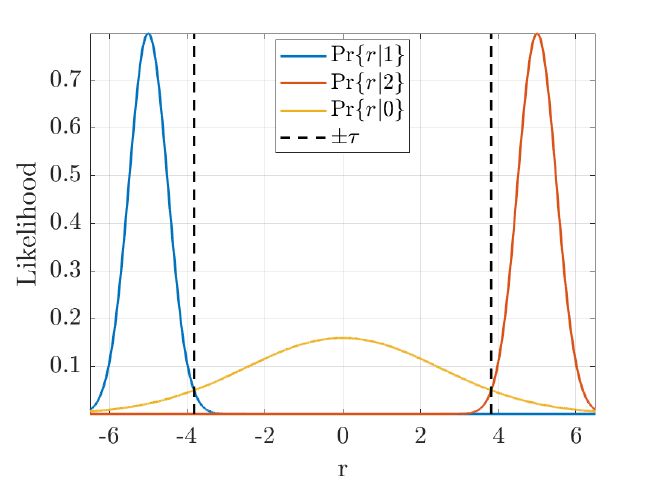 Pr{r|1}
Pr{r|2}
Pr{r|0}
±τ
Likelihood
0.7
0.6
0.5
0.4
0.3
0.2
0.1
-6 -4 -2 0 2 4 6
r